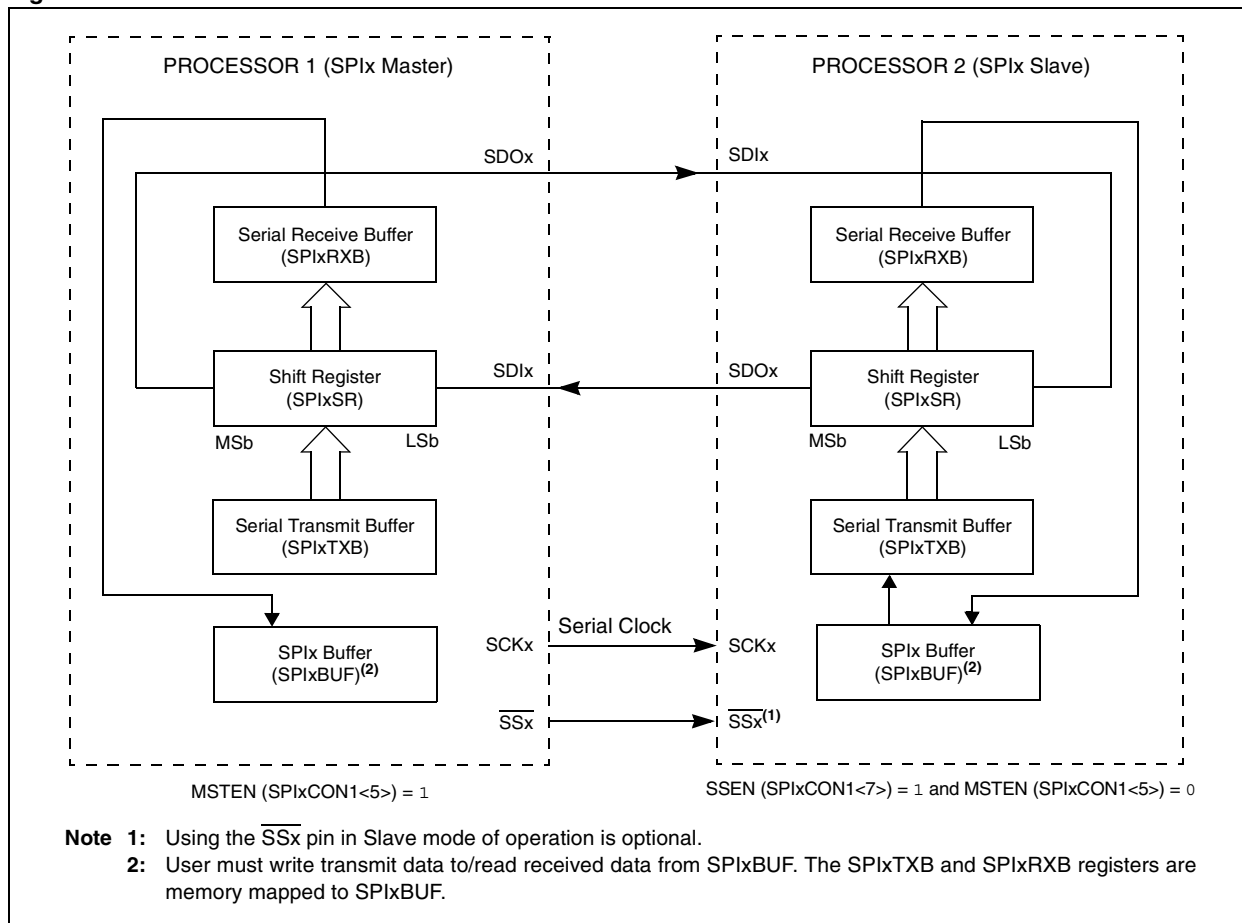 PROCESSOR 1 (SPIx Master)
PROCESSOR 2 (SPIx Slave)
SDOx
SDIx
Serial Receive Buffer
(SPIxRXB)
Serial Receive Buffer
(SPIxRXB)
Shift Register
(SPIxSR)
SDIx
SDOx
Shift Register
(SPIxSR)
MSb
LSb
MSb
LSb
Serial Transmit Buffer
(SPIxTXB)
Serial Transmit Buffer
(SPIxTXB)
SPIx Buffer
(SPIxBUF)(2)
SCKx
Serial Clock
SCKx
SPIx Buffer
(SPIxBUF)(2)
SSx
SSx(1)
MSTEN (SPIxCON1<5>) = 1
SSEN (SPIxCON1<7>) = 1 and MSTEN (SPIxCON1<5>) = 0
Note 1: Using the SSx pin in Slave mode of operation is optional.
2: User must write transmit data to/read received data from SPIxBUF. The SPIxTXB and SPIxRXB registers are
memory mapped to SPIxBUF.